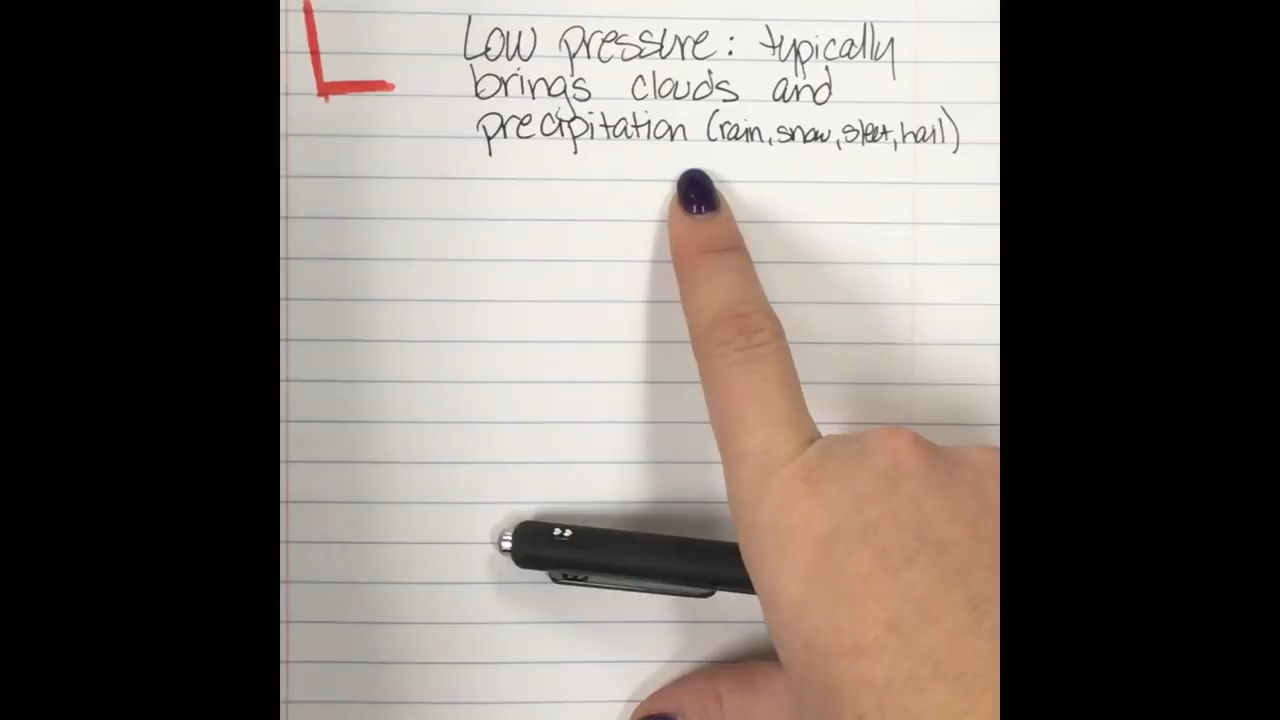 L Low pressure: typically
brings clouds and
precipitation (rain, snow, sleet, hail)